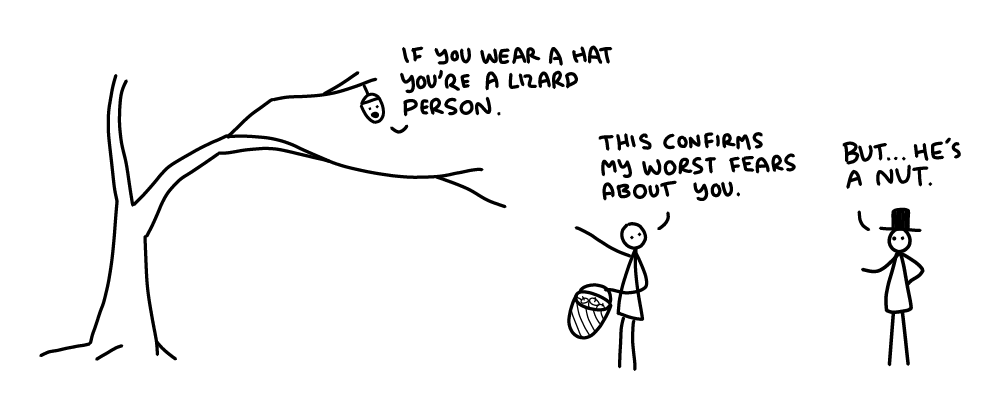 IF YOU WEAR A HAT
YOU'RE A LIZARD
PERSON.
THIS CONFIRMS
MY WORST FEARS
ABOUT YOU.
BUT... HE'S
A NUT.